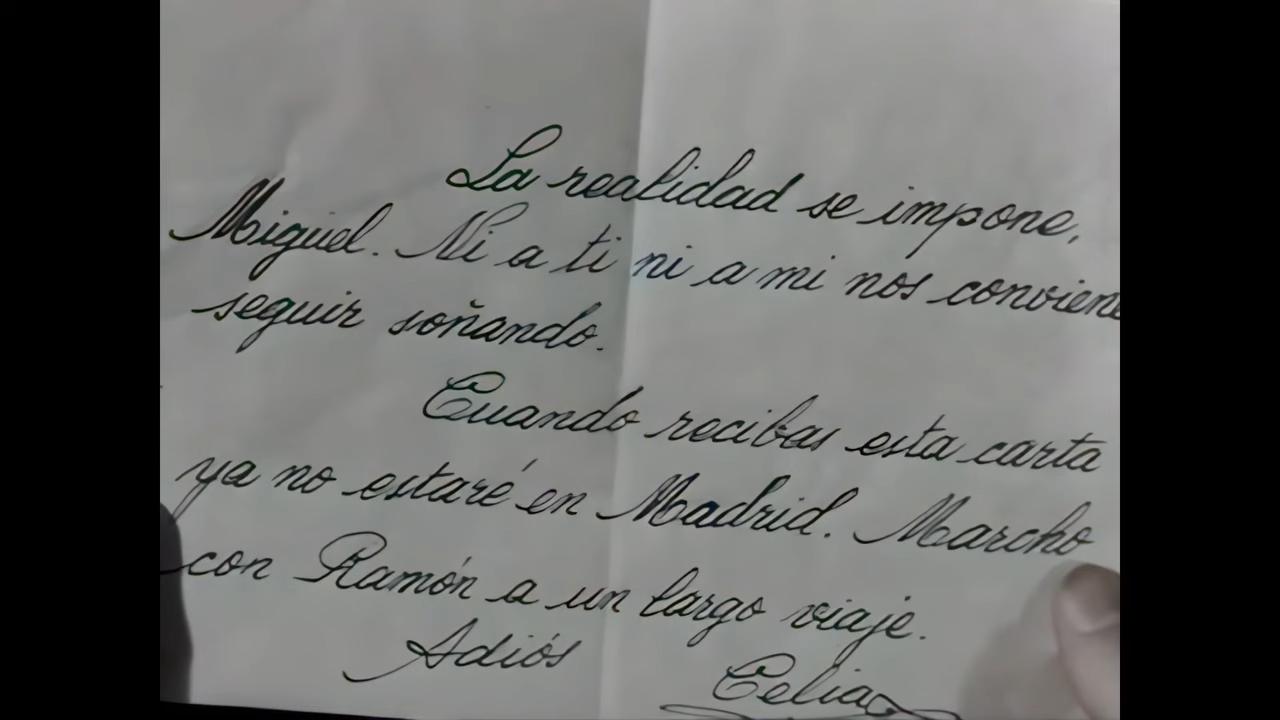 La realidad se impone,
Miguel. Ni a ti ni a mi nos conviene
seguir soñando.
Cuando recibas esta carta
ya no estaré en Madrid. Marcho
con Ramón a un largo viaje.
Adiós
Celia